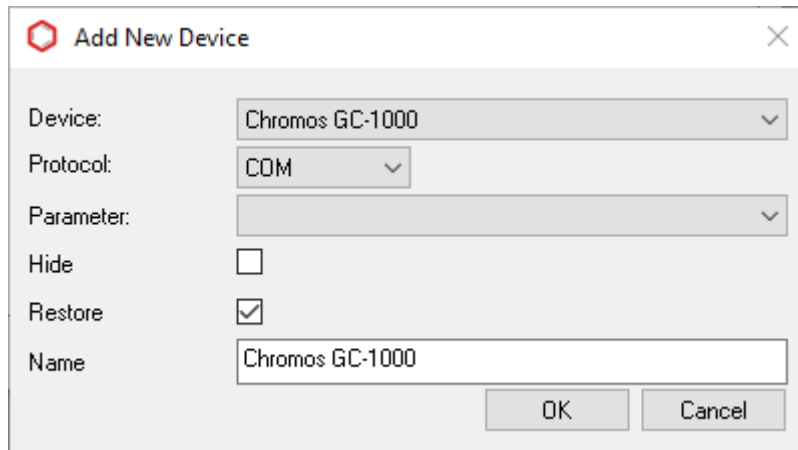 Add New Device
Device: Chromos GC-1000
Protocol: COM
Parameter:
Hide
Restore
Name Chromos GC-1000
OK Cancel